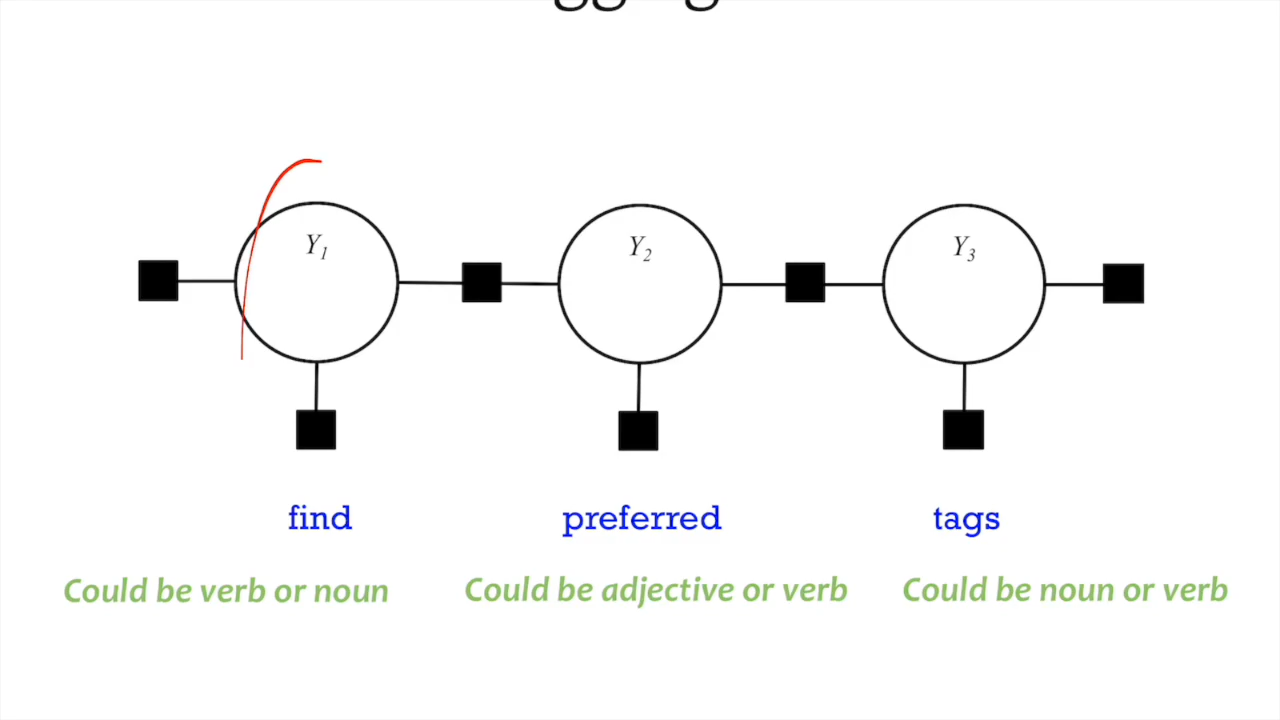 Y1 Y2 Y3
find preferred tags
Could be verb or noun Could be adjective or verb Could be noun or verb